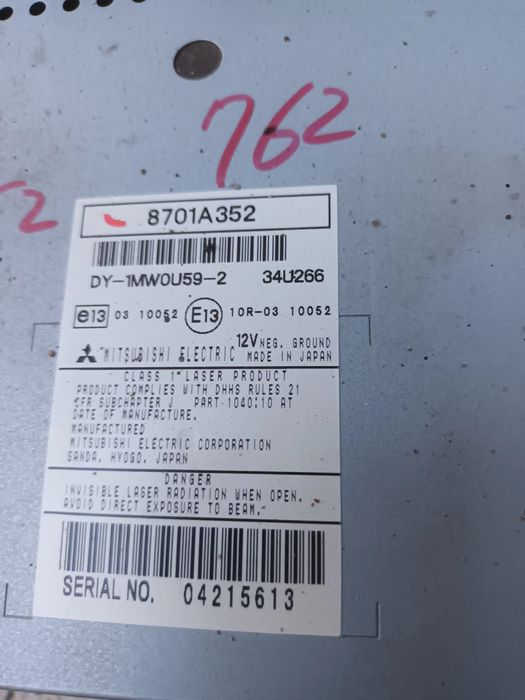 762
2
8701A352
DY-1MW0U59-2 34U266
e13 03 10052 E13 10R-03 10052
12V NEG. GROUND
MITSUBISHI ELECTRIC MADE IN JAPAN
CLASS 1 LASER PRODUCT
PRODUCT COMPLIES WITH DHHS RULES 21
CFR SUBCHAPTER J PART 1040:10 AT
DATE OF MANUFACTURE.
MANUFACTURED
MITSUBISHI ELECTRIC CORPORATION
SANDA, HYOGO, JAPAN
DANGER
INVISIBLE LASER RADIATION WHEN OPEN.
AVOID DIRECT EXPOSURE TO BEAM.
SERIAL NO. 04215613